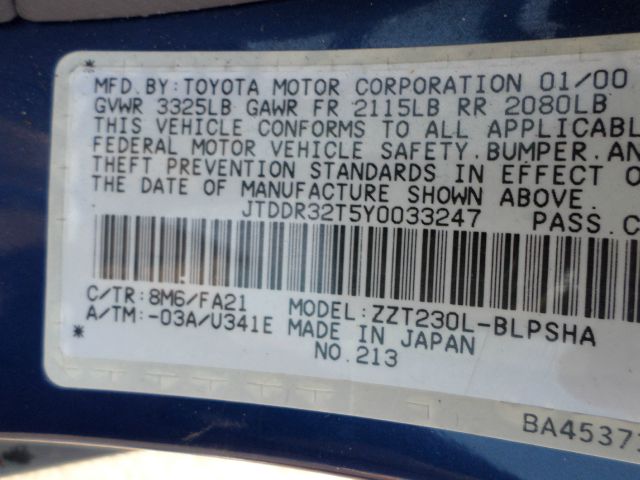 MFD.BY:TOYOTA MOTOR CORPORATION 01/00
GVWR 3325LB GAWR FR 2115LB RR 2080LB
THIS VEHICLE CONFORMS TO ALL APPLICABL
FEDERAL MOTOR VEHICLE SAFETY.BUMPER.AN
THEFT PREVENTION STANDARDS IN EFFECT O
THE DATE OF MANUFACTURE SHOWN ABOVE.
JTDDR32T5Y0033247 PASS.C
C/TR:8M6/FA21 MODEL:ZZT230L-BLPSHA
A/TM:-03A/U341E MADE IN JAPAN
NO.213
BA4537